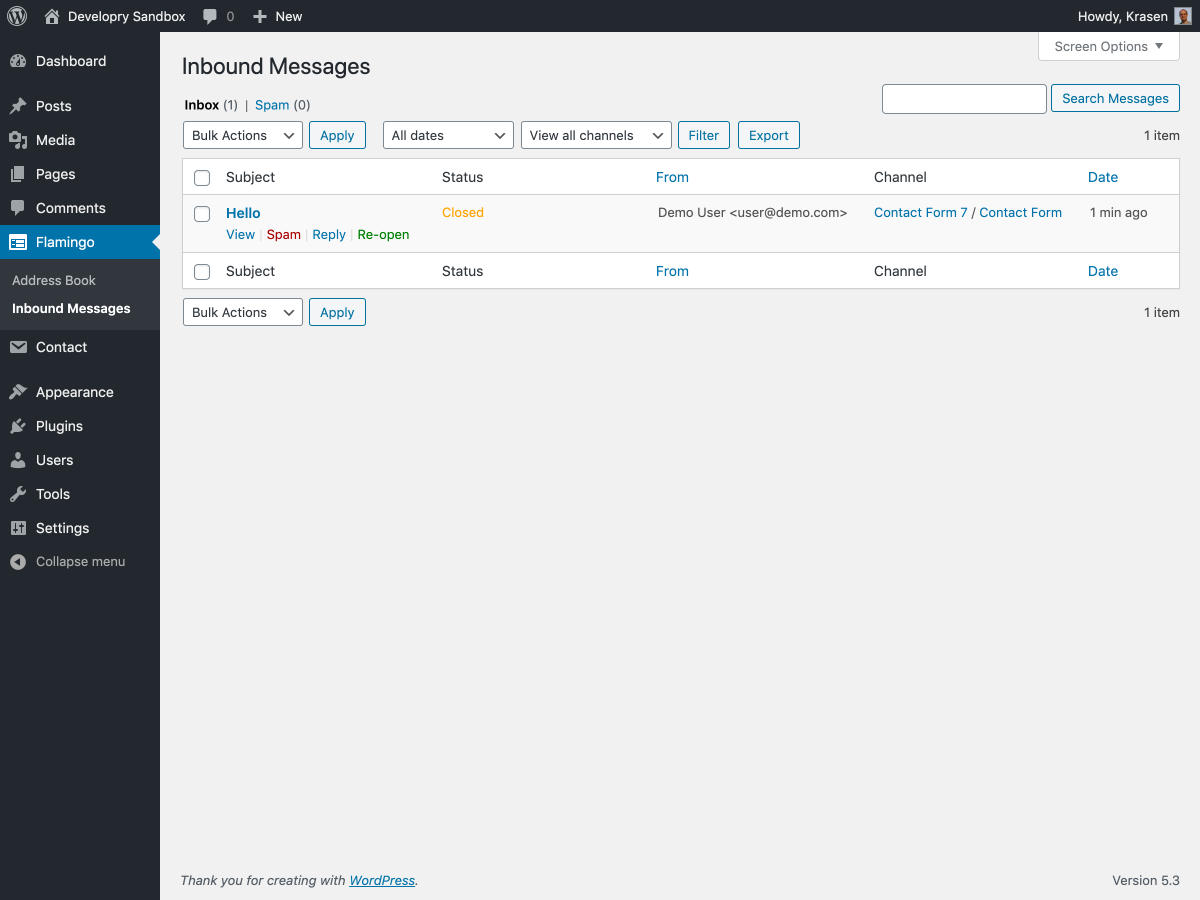 Developry Sandbox 0 New Howdy, Krasen
Dashboard
Posts
Media
Pages
Comments
Flamingo
Address Book
Inbound Messages
Contact
Appearance
Plugins
Users
Tools
Settings
Collapse menu
Screen Options
Inbound Messages
Inbox (1) | Spam (0)
Search Messages
Bulk Actions Apply All dates View all channels Filter Export 1 item
Subject Status From Channel Date
Hello Closed Demo User <user@demo.com> Contact Form 7 / Contact Form 1 min ago
View | Spam | Reply | Re-open
Subject Status From Channel Date
Bulk Actions Apply 1 item
Thank you for creating with WordPress. Version 5.3